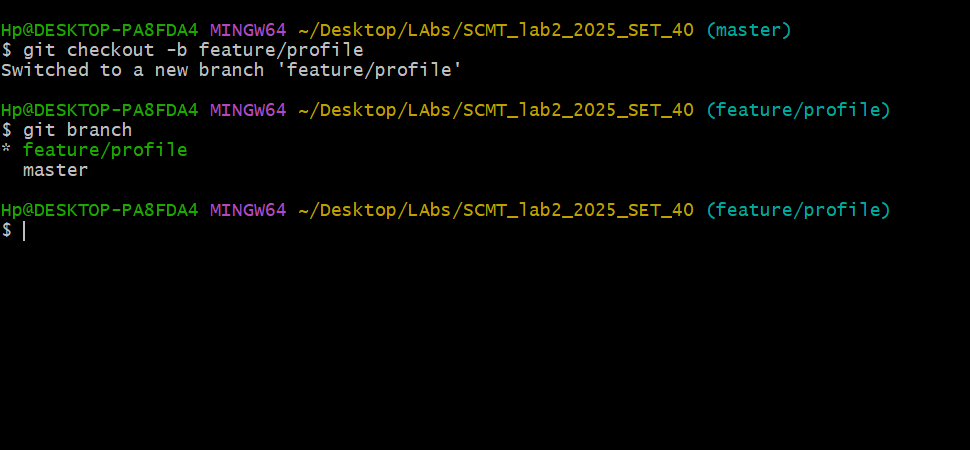 Hp@DESKTOP-PA8FDA4 MINGW64 ~/Desktop/LAbs/SCMT_lab2_2025_SET_40 (master)
$ git checkout -b feature/profile
Switched to a new branch 'feature/profile'
Hp@DESKTOP-PA8FDA4 MINGW64 ~/Desktop/LAbs/SCMT_lab2_2025_SET_40 (feature/profile)
$ git branch
* feature/profile
  master
Hp@DESKTOP-PA8FDA4 MINGW64 ~/Desktop/LAbs/SCMT_lab2_2025_SET_40 (feature/profile)
$